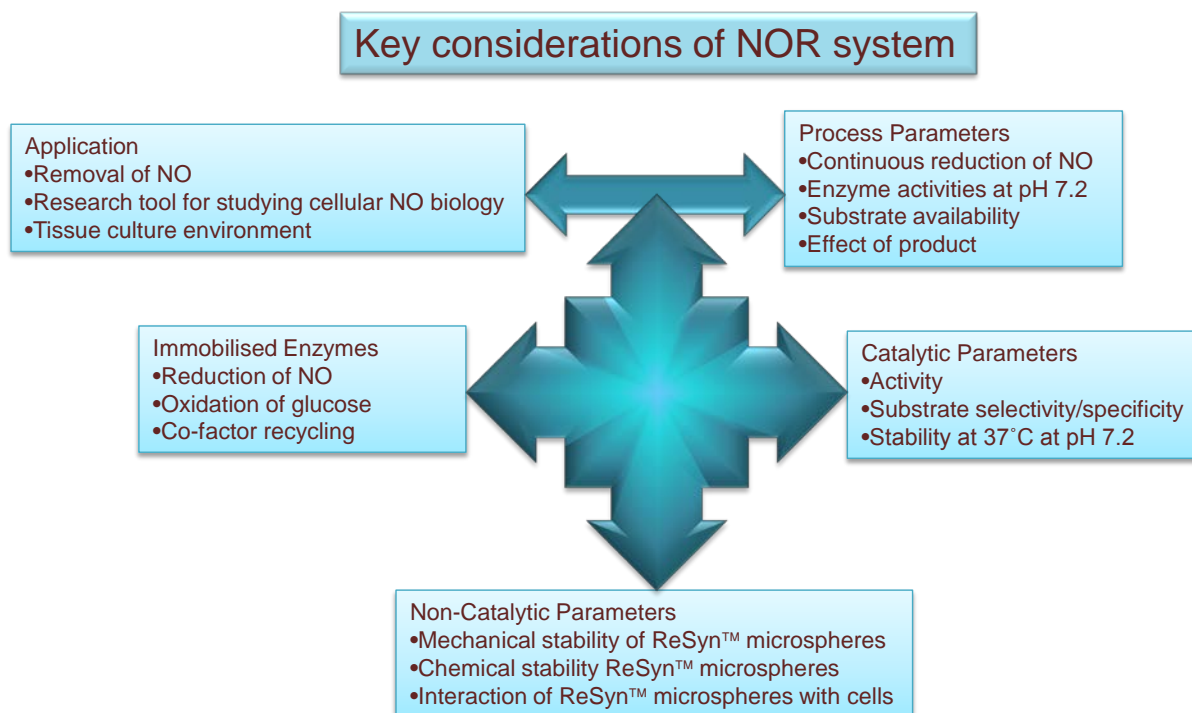 Key considerations of NOR system
Application
•Removal of NO
•Research tool for studying cellular NO biology
•Tissue culture environment
Process Parameters
•Continuous reduction of NO
•Enzyme activities at pH 7.2
•Substrate availability
•Effect of product
Immobilised Enzymes
•Reduction of NO
•Oxidation of glucose
•Co-factor recycling
Catalytic Parameters
•Activity
•Substrate selectivity/specificity
•Stability at 37˚C at pH 7.2
Non-Catalytic Parameters
•Mechanical stability of ReSyn™ microspheres
•Chemical stability ReSyn™ microspheres
•Interaction of ReSyn™ microspheres with cells